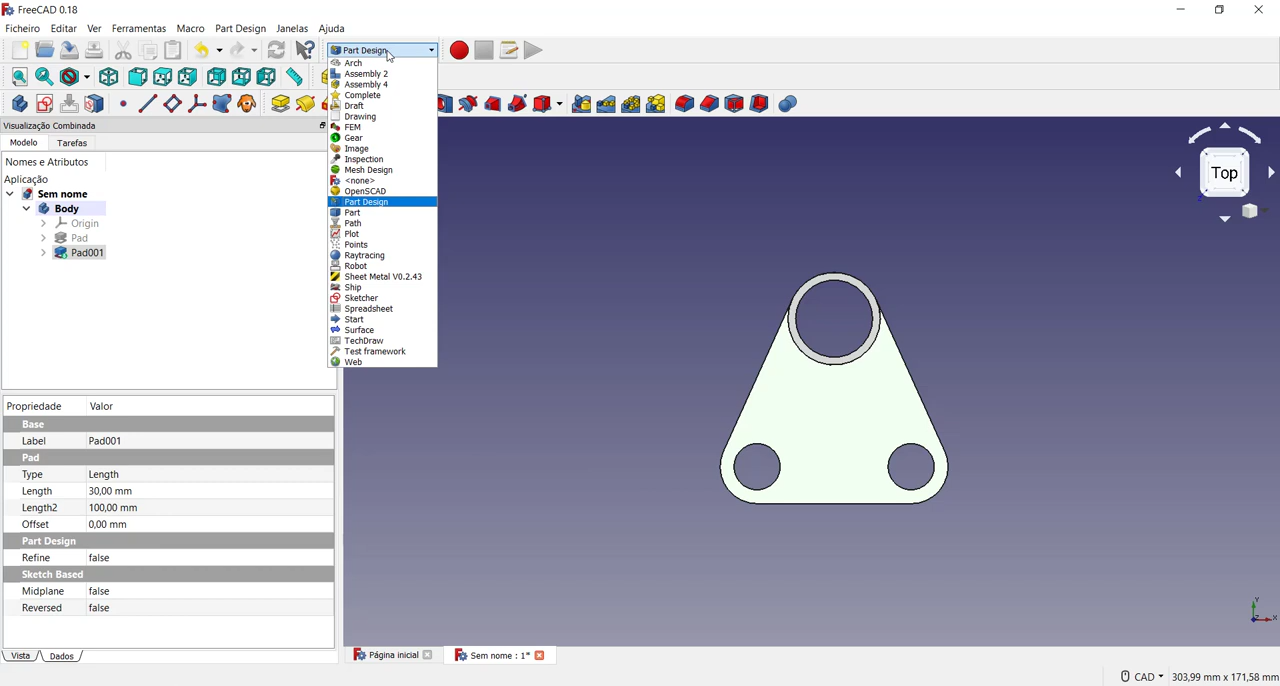 FreeCAD 0.18
Ficheiro Editar Ver Ferramentas Macro Part Design Janelas Ajuda
Part Design
Arch
Assembly 2
Assembly 4
Complete
Draft
Drawing
FEM
Gear
Image
Inspection
Mesh Design
<none>
OpenSCAD
Part Design
Part
Path
Plot
Points
Raytracing
Robot
Sheet Metal V0.2.43
Ship
Sketcher
Spreadsheet
Start
Surface
TechDraw
Test framework
Web
Visualização Combinada
Modelo Tarefas
Nomes e Atributos
Aplicação
Sem nome
Body
Origin
Pad
Pad001
Propriedade Valor
Base
Label Pad001
Pad
Type Length
Length 30,00 mm
Length2 100,00 mm
Offset 0,00 mm
Part Design
Refine false
Sketch Based
Midplane false
Reversed false
Vista Dados
Top
Z
Y
X
Página inicial Sem nome : 1*
CAD 303,99 mm x 171,58 mm